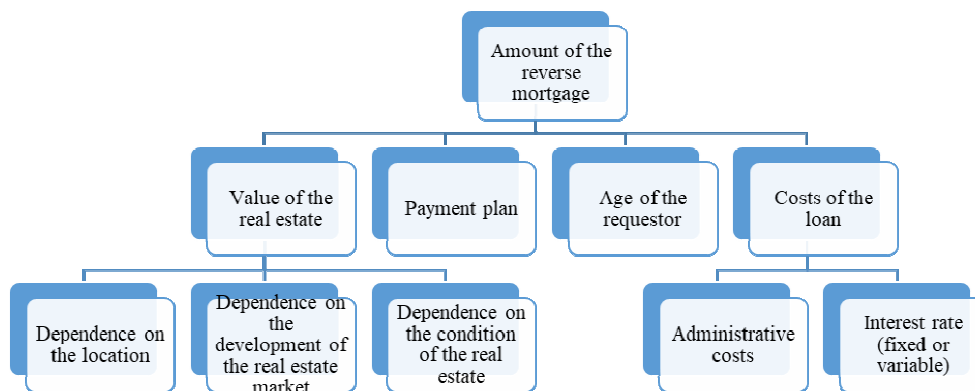 Amount of the
reverse
mortgage
Value of the
real estate
Payment plan
Age of the
requestor
Costs of the
loan
Dependence on
the location
Dependence on
the
development of
the real estate
market
Dependence on
the condition
of the real
estate
Administrative
costs
Interest rate
(fixed or
variable)